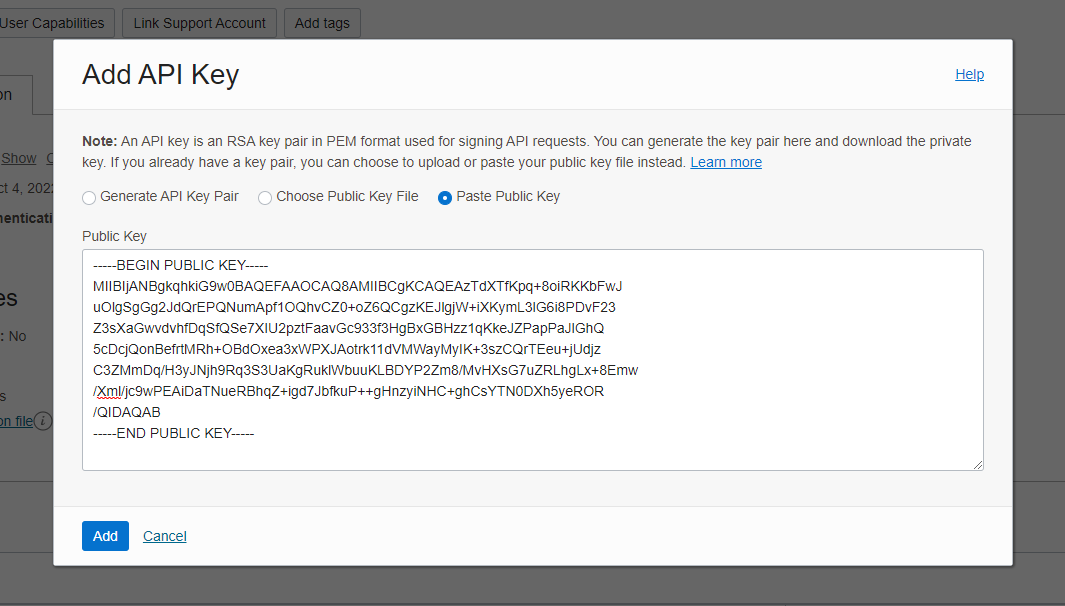 User Capabilities
Link Support Account
Add tags
Add API Key
Help
on
Note: An API key is an RSA key pair in PEM format used for signing API requests. You can generate the key pair here and download the private
key. If you already have a key pair, you can choose to upload or paste your public key file instead. Learn more
Show
ct 4, 202
Generate API Key Pair
Choose Public Key File
Paste Public Key
enticati
Public Key
-----BEGIN PUBLIC KEY-----
MIIBIjANBgkqhkiG9w0BAQEFAAOCAQ8AMIIBCgKCAQEAzTdXTfKpq+8oiRKKbFwJ
uOIgSgGg2JdQrEPQNumApf1OQhvCZ0+oZ6QCgzKEJlgjW+iXKymL3lG6i8PDvF23
Z3sXaGwvdvhfDqSfQSe7XIU2pztFaavGc933f3HgBxGBHzz1qKkeJZPapPaJIGhQ
5cDcjQonBefrtMRh+OBdOxea3xWPXJAotrk11dVMWayMyIK+3szCQrTEeu+jUdjz
C3ZMmDq/H3yJNjh9Rq3S3UaKgRuklWbuuKLBDYP2Zm8/MvHXsG7uZRLhgLx+8Emw
/Xml/jc9wPEAiDaTNueRBhqZ+igd7JbfkuP++gHnzyiNHC+ghCsYTN0DXh5yeROR
/QIDAQAB
-----END PUBLIC KEY-----
es
: No
s
on file
Add
Cancel